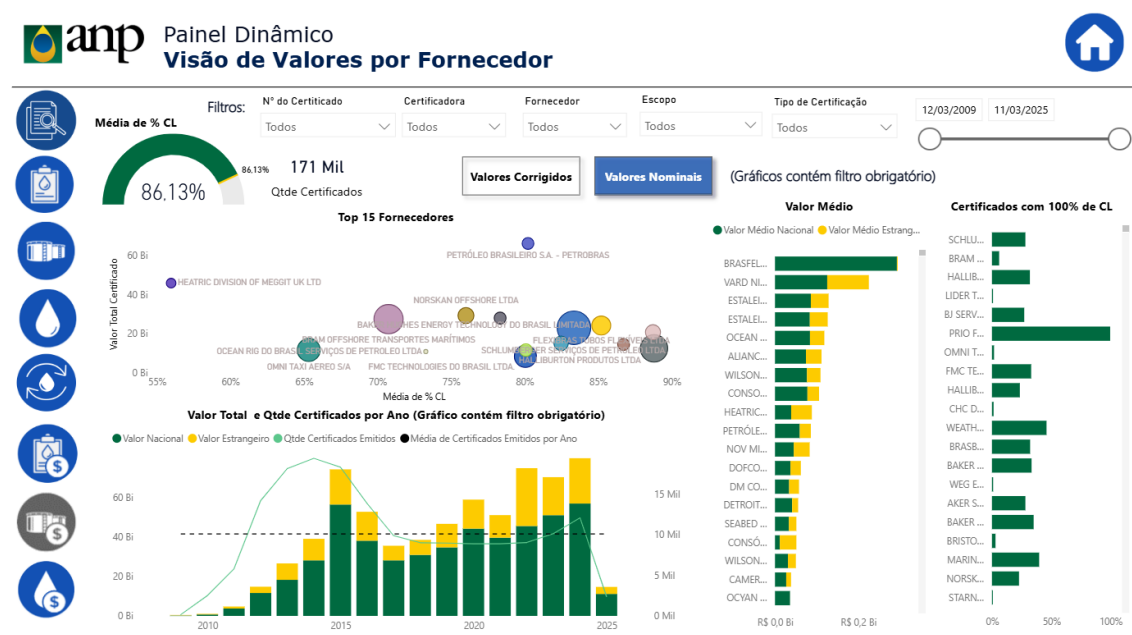 anp
Painel Dinâmico
Visão de Valores por Fornecedor
Filtros:
N° do Certiticado
Certificadora
Fornecedor
Escopo
Tipo de Certificação
Todos
Todos
Todos
Todos
Todos
12/03/2009
11/03/2025
Média de % CL
86,13%
86,13%
171 Mil
Qtde Certificados
Valores Corrigidos
Valores Nominais
(Gráficos contém filtro obrigatório)
Top 15 Fornecedores
Valor Total Certificado
60 Bi
40 Bi
20 Bi
0 Bi
PETRÓLEO BRASILEIRO S.A. - PETROBRAS
HEATRIC DIVISION OF MEGGIT UK LTD
NORSKAN OFFSHORE LTDA
HES ENERGY TECHNOLOGY DO BRASIL LIMITADA
OFFSHORE TRANSPORTES MARÍTIMOS
OCEAN RIG DO BRASIL SERVIÇOS DE PETROLEO LTDA
HALLIBURTON PRODUTOS LTDA
OMNI TAXI AEREO S/A
FMC TECHNOLOGIES DO BRASIL LTDA.
55%
60%
65%
70%
75%
80%
85%
90%
Média de % CL
Valor Total e Qtde Certificados por Ano (Gráfico contém filtro obrigatório)
Valor Nacional
Valor Estrangeiro
Qtde Certificados Emitidos
Média de Certificados Emitidos por Ano
60 Bi
40 Bi
20 Bi
0 Bi
15 Mil
10 Mil
5 Mil
0 Mil
2010
2015
2020
2025
Valor Médio
Valor Médio Nacional
Valor Médio Estrang...
BRASFEL...
VARD NI...
ESTALEI...
ESTALEI...
OCEAN ...
ALIANC...
WILSON...
CONSO...
HEATRIC...
PETRÓLE...
NOV MI...
DOFCO...
DM CO...
DETROIT...
SEABED ...
CONSÓ...
WILSON...
CAMER...
OCYAN ...
R$ 0,0 Bi
R$ 0,2 Bi
Certificados com 100% de CL
SCHLU...
BRAM ...
HALLIB...
LIDER T...
BJ SERV...
PRIO F...
OMNI T...
FMC TE...
HALLIB...
CHC D...
WEATH...
BRASB...
BAKER ...
WEG E...
AKER S...
BAKER ...
BRISTO...
MARIN...
NORSK...
STARN...
0%
50%
100%